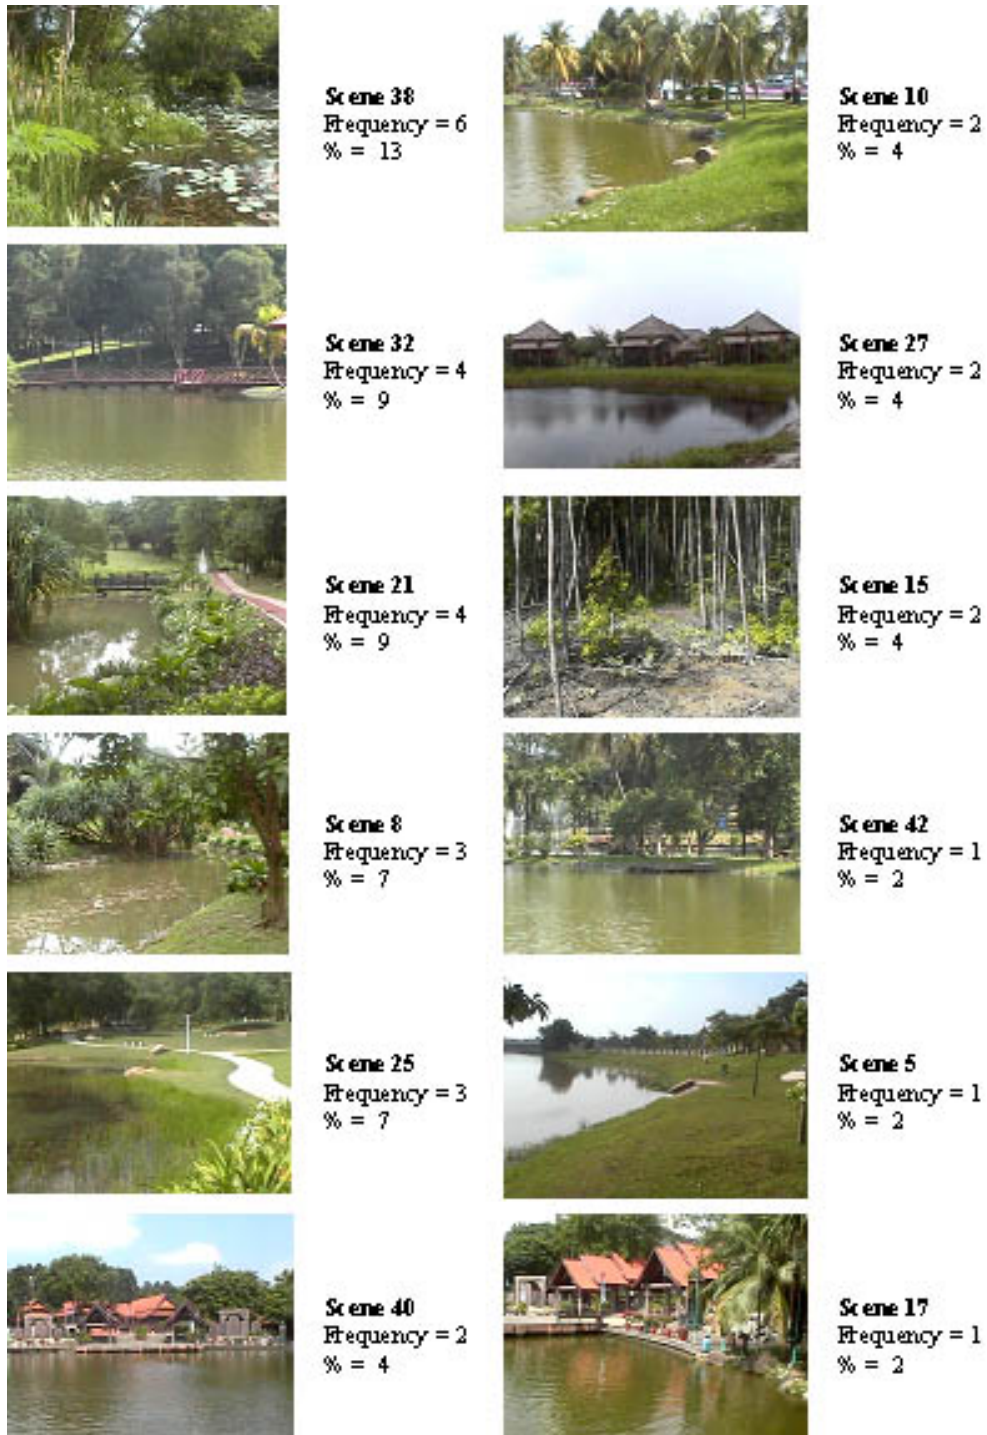 Scene 38
Frequency = 6
% = 13
Scene 32
Frequency = 4
% = 9
Scene 21
Frequency = 4
% = 9
Scene 8
Frequency = 3
% = 7
Scene 25
Frequency = 3
% = 7
Scene 40
Frequency = 2
% = 4
Scene 10
Frequency = 2
% = 4
Scene 27
Frequency = 2
% = 4
Scene 15
Frequency = 2
% = 4
Scene 42
Frequency = 1
% = 2
Scene 5
Frequency = 1
% = 2
Scene 17
Frequency = 1
% = 2